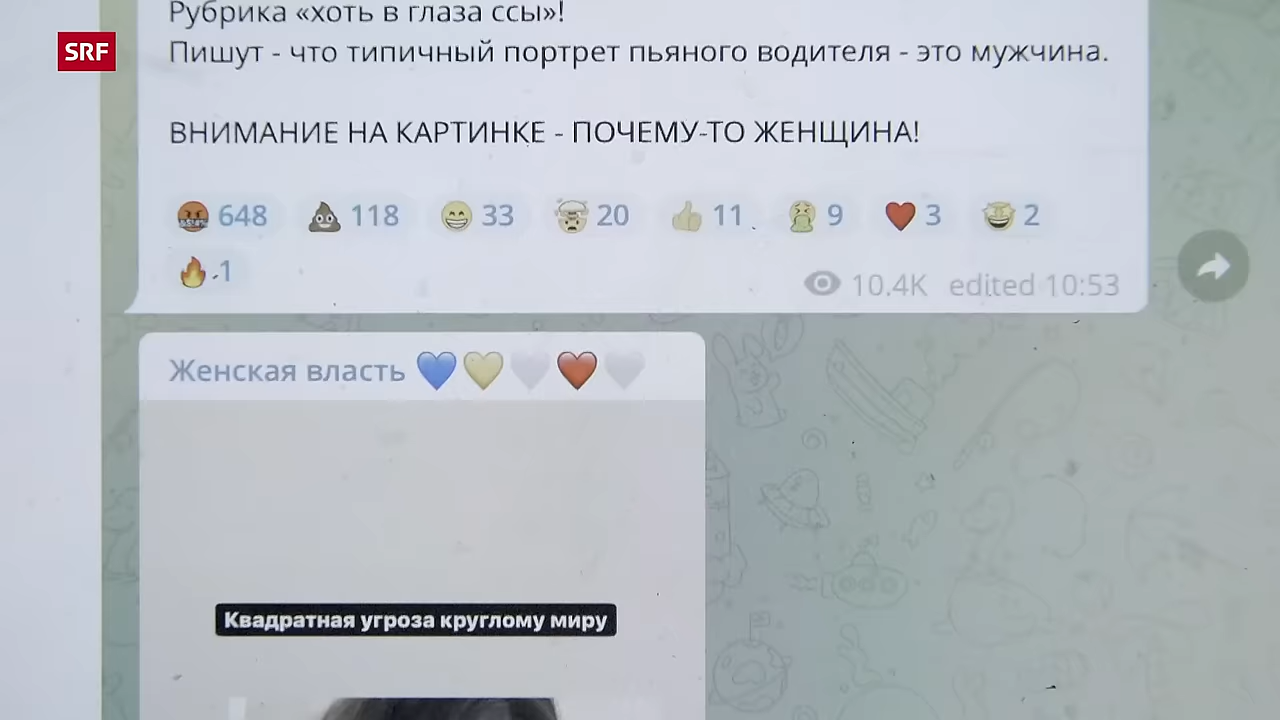 SRF
Рубрика «хоть в глаза ссы»!
Пишут - что типичный портрет пьяного водителя - это мужчина.
ВНИМАНИЕ НА КАРТИНКЕ - ПОЧЕМУ-ТО ЖЕНЩИНА!
648 118 33 20 11 9 3 2
1
10.4K edited 10:53
Женская власть
Квадратная угроза круглому миру